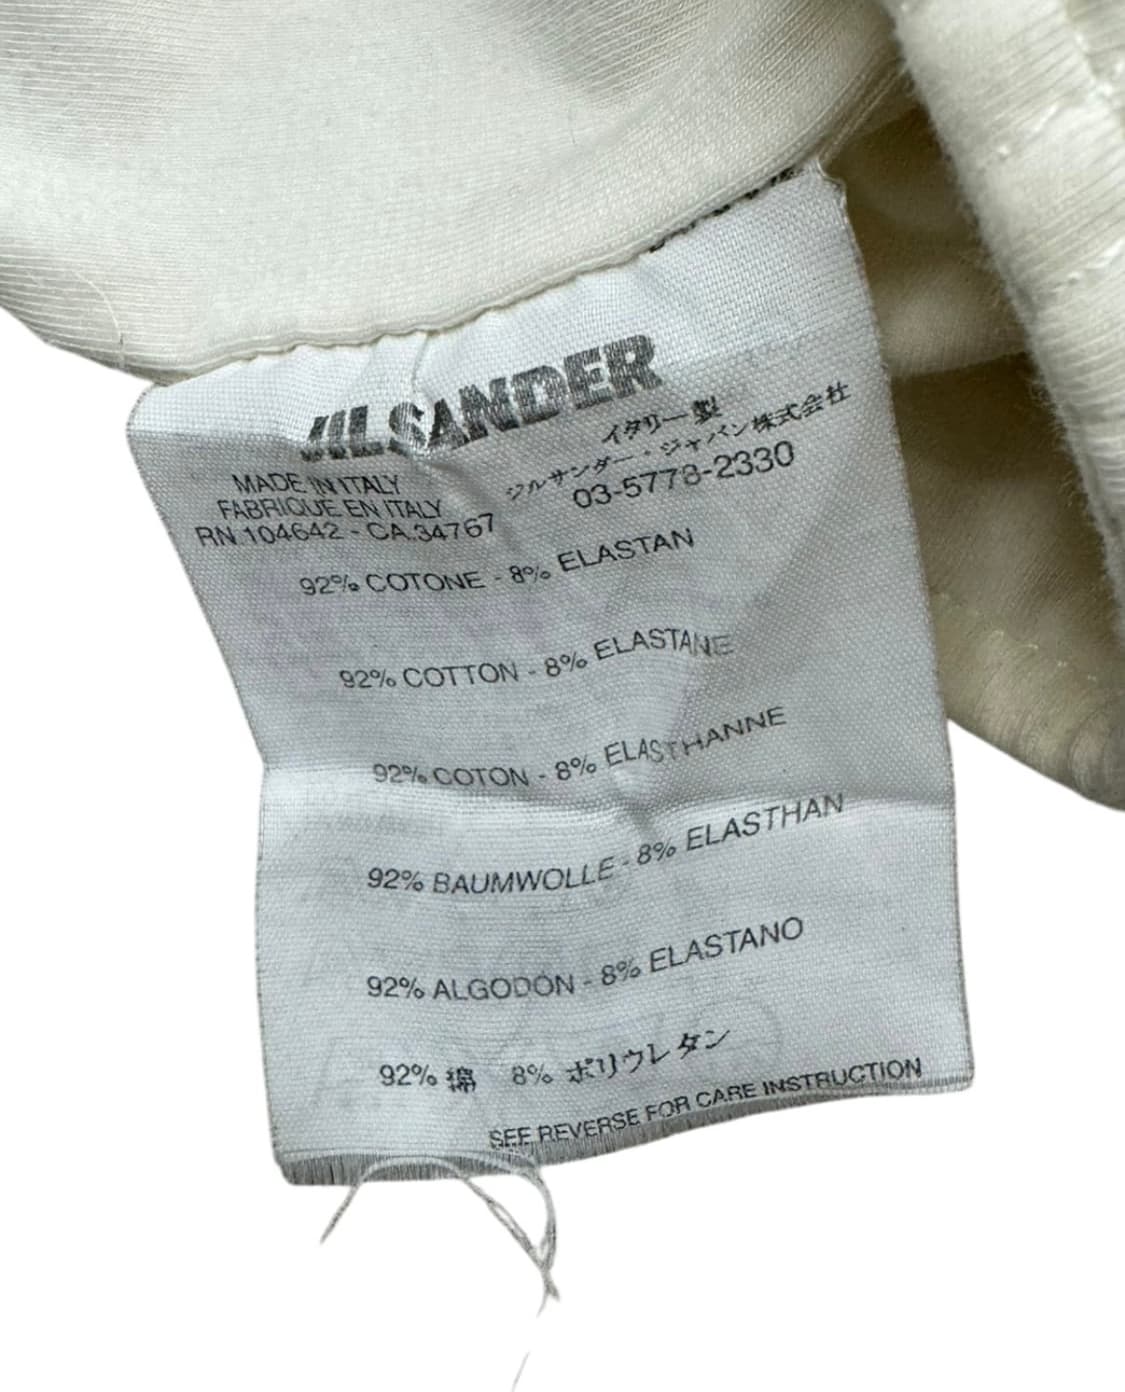 JIL SANDER
MADE IN ITALY
FABRIQUE EN ITALY
RN 104642 - CA.34767
イタリー製
ジルサンダー・ジャパン株式会社
03-5778-2330
92% COTONE - 8% ELASTAN
92% COTTON - 8% ELASTANE
92% COTON - 8% ELASTHANNE
92% BAUMWOLLE - 8% ELASTHAN
92% ALGODÓN - 8% ELASTANO
92% 綿 8% ポリウレタン
SEE REVERSE FOR CARE INSTRUCTION